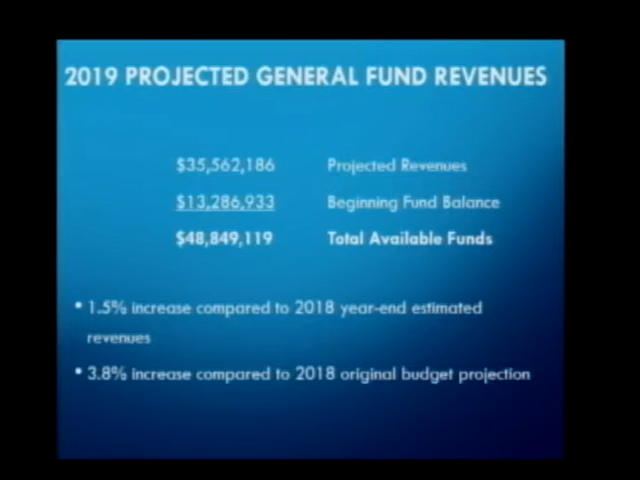 2019 PROJECTED GENERAL FUND REVENUES
$35,562,186 Projected Revenues
$13,286,933 Beginning Fund Balance
$48,849,119 Total Available Funds
• 1.5% increase compared to 2018 year-end estimated
revenues
• 3.8% increase compared to 2018 original budget projection